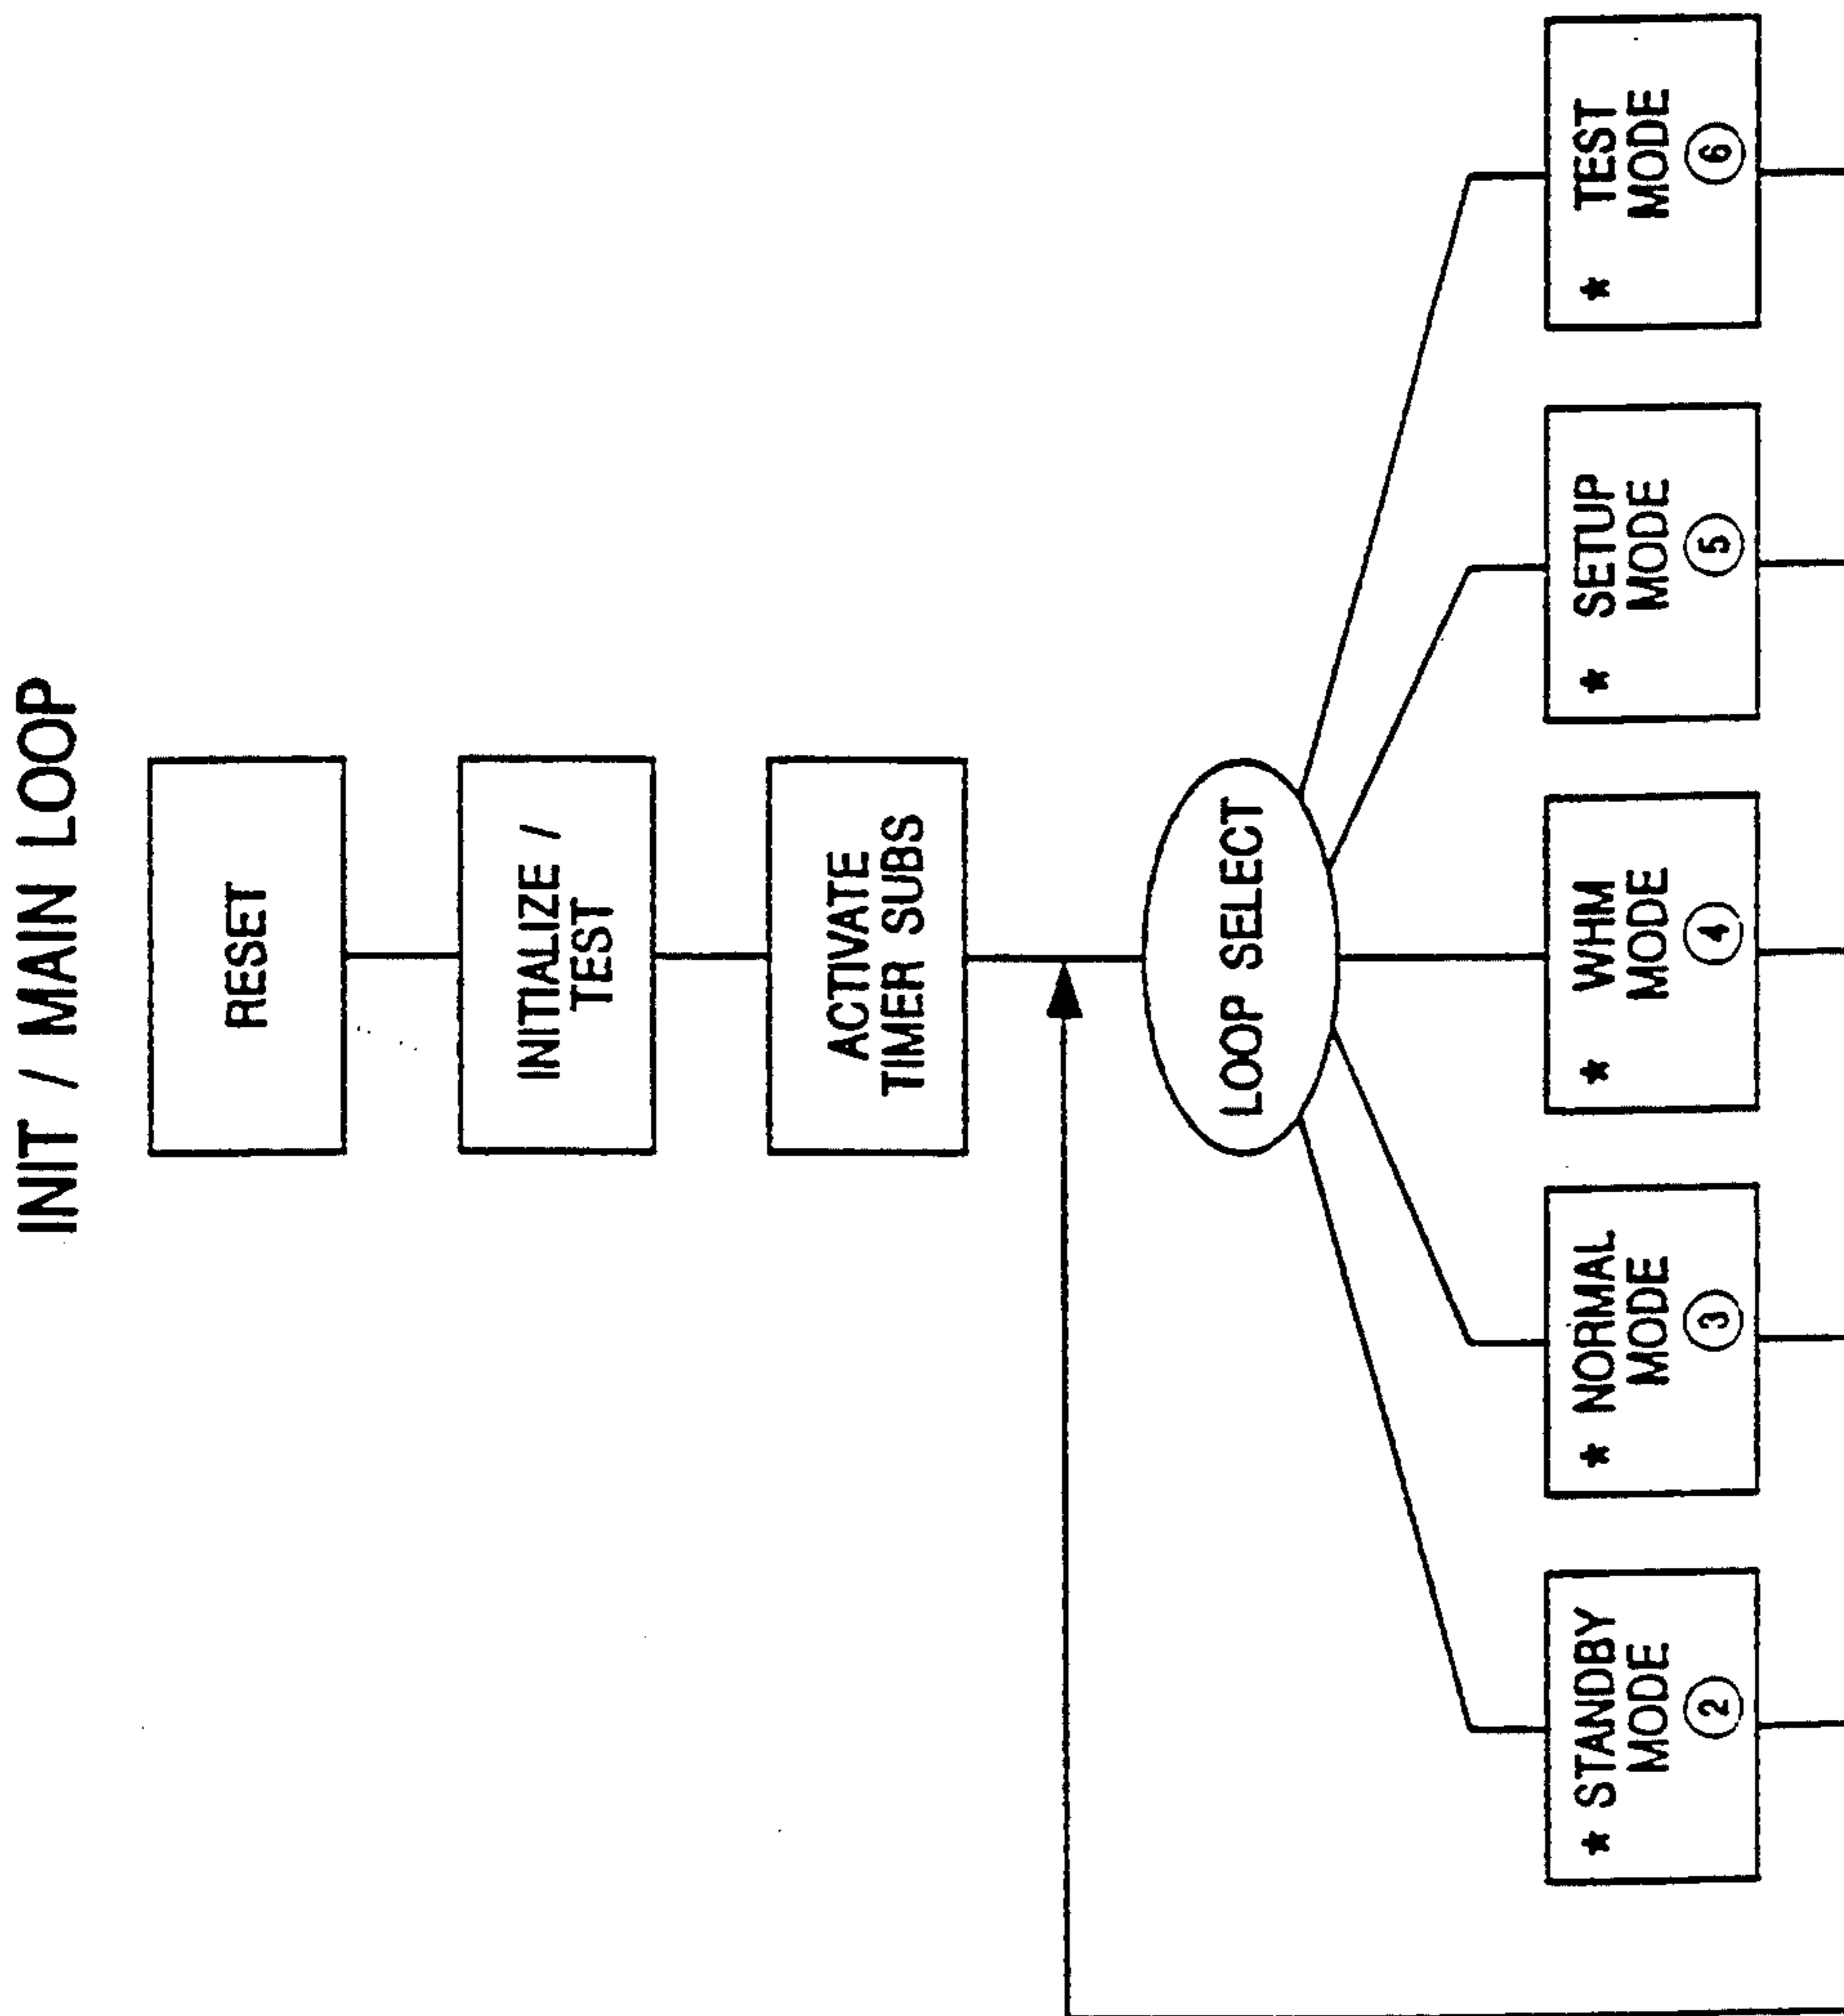 INIT / MAIN LOOP
RESET
INITIALIZE /
TEST
ACTIVATE
TIMER SUBS
LOOP SELECT
* STANDBY
MODE
2
* NORMAL
MODE
3
* WHM
MODE
4
* SETUP
MODE
5
* TEST
MODE
6